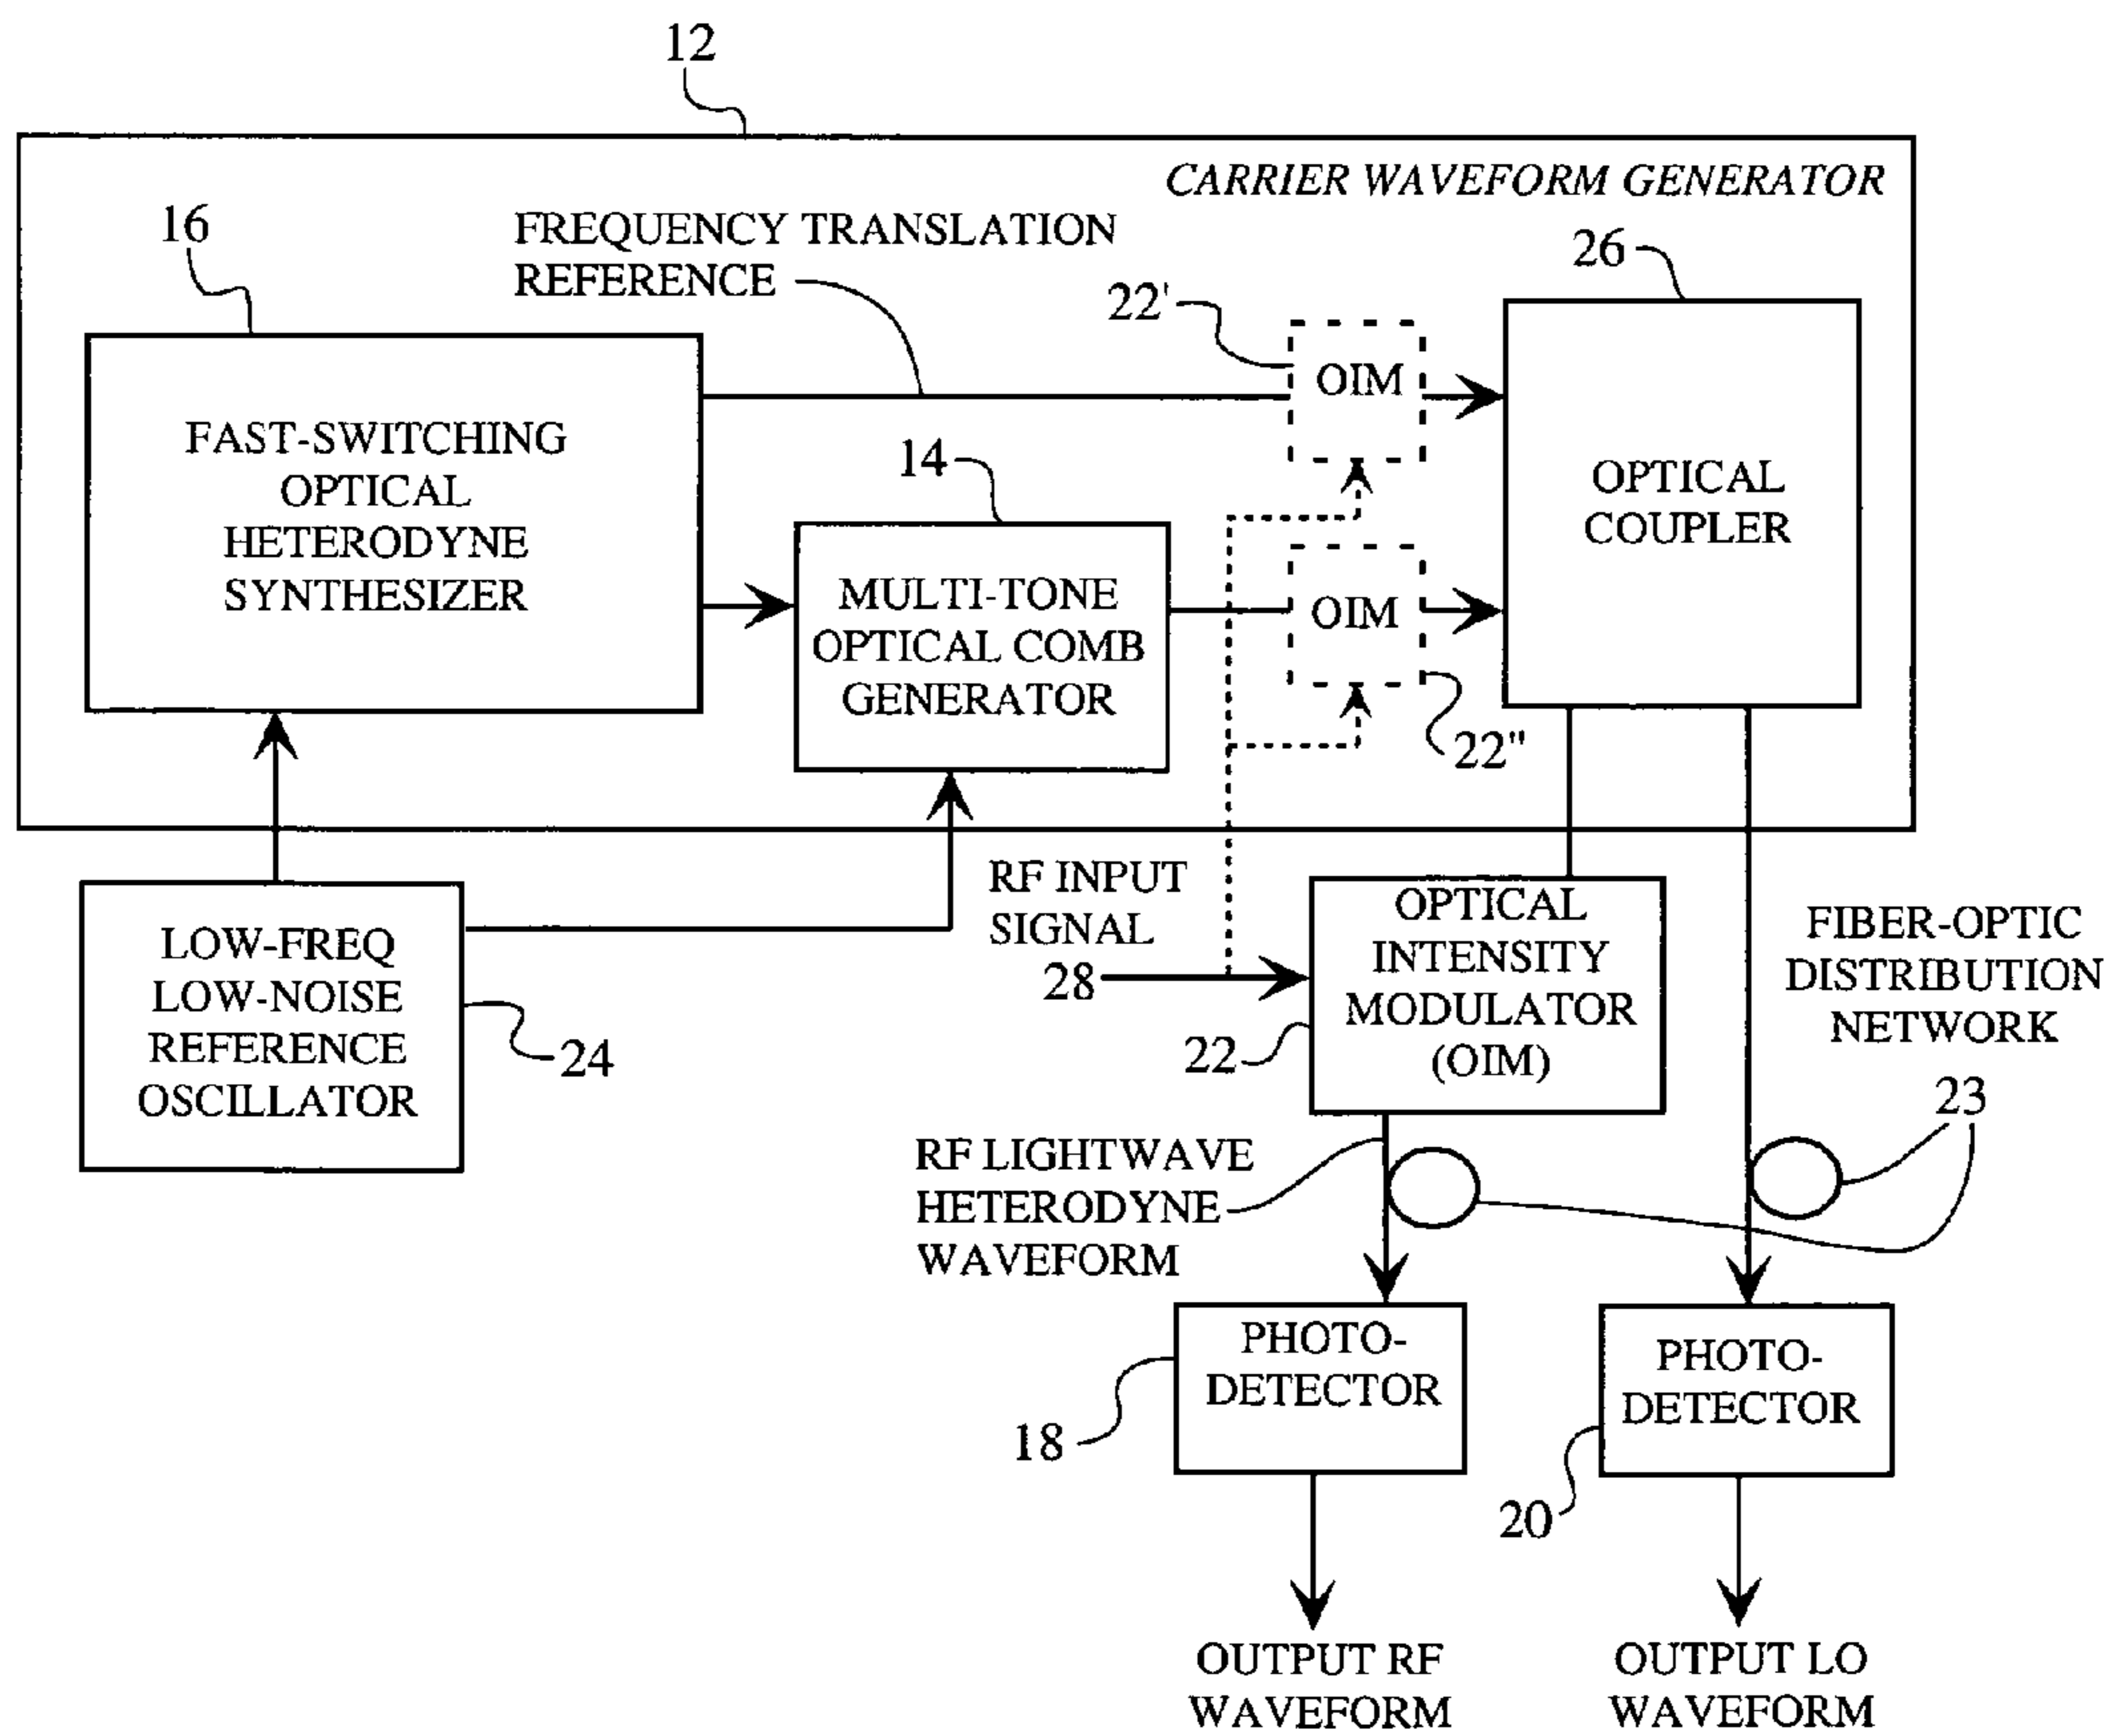 12
CARRIER WAVEFORM GENERATOR
16
FREQUENCY TRANSLATION
REFERENCE
26
22'
OIM
FAST-SWITCHING
OPTICAL
HETERODYNE
SYNTHESIZER
14
OPTICAL
COUPLER
MULTI-TONE
OPTICAL COMB
GENERATOR
OIM
22"
LOW-FREQ
LOW-NOISE
REFERENCE
OSCILLATOR
24
RF INPUT
SIGNAL
28
OPTICAL
INTENSITY
MODULATOR
(OIM)
22
FIBER-OPTIC
DISTRIBUTION
NETWORK
23
RF LIGHTWAVE
HETERODYNE
WAVEFORM
PHOTO-
DETECTOR
18
PHOTO-
DETECTOR
20
OUTPUT RF
WAVEFORM
OUTPUT LO
WAVEFORM